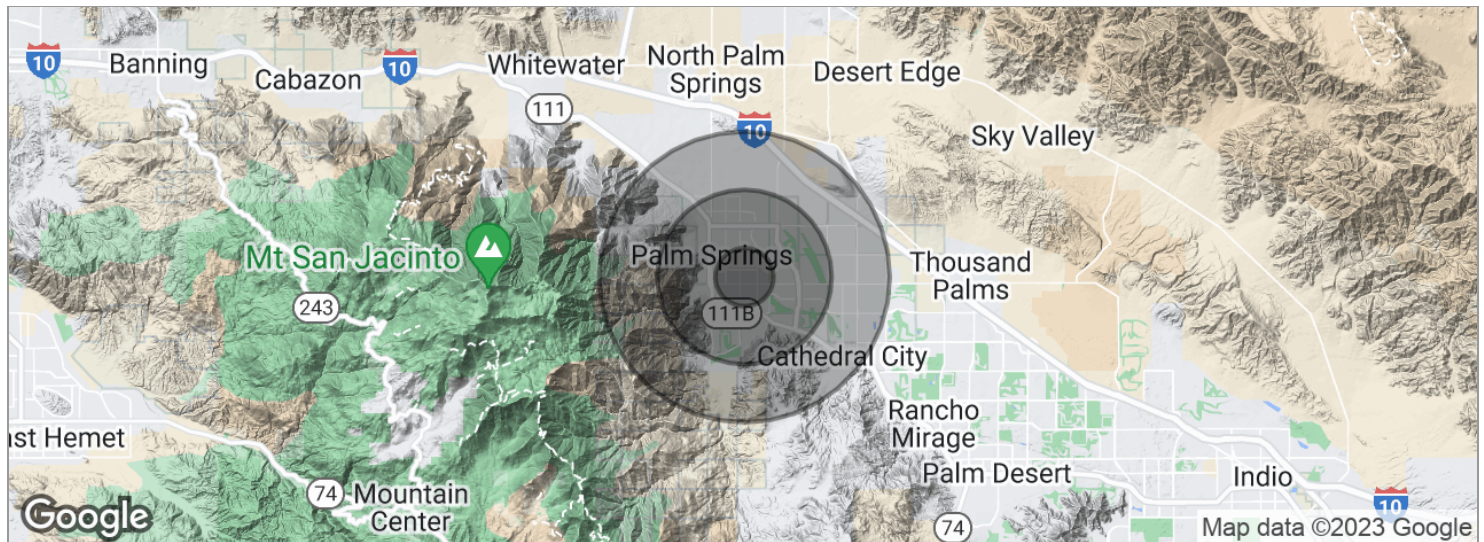 10
Banning
Cabazon
10
Whitewater
111
North Palm
Springs
10
Desert Edge
Sky Valley
Mt San Jacinto
243
Palm Springs
111B
Thousand
Palms
Cathedral City
Rancho
Mirage
Palm Desert
Indio
10
74
ast Hemet
74
Mountain
Center
Google
Map data ©2023 Google